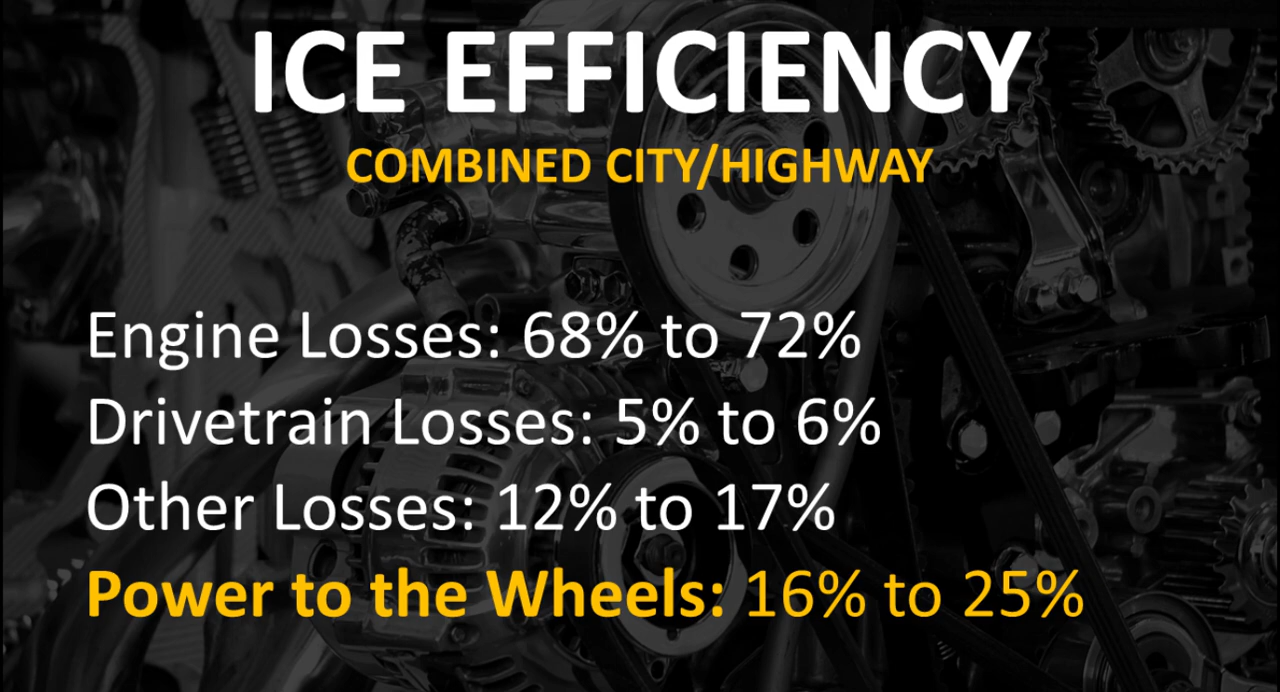 ICE EFFICIENCY
COMBINED CITY/HIGHWAY
Engine Losses: 68% to 72%
Drivetrain Losses: 5% to 6%
Other Losses: 12% to 17%
Power to the Wheels: 16% to 25%